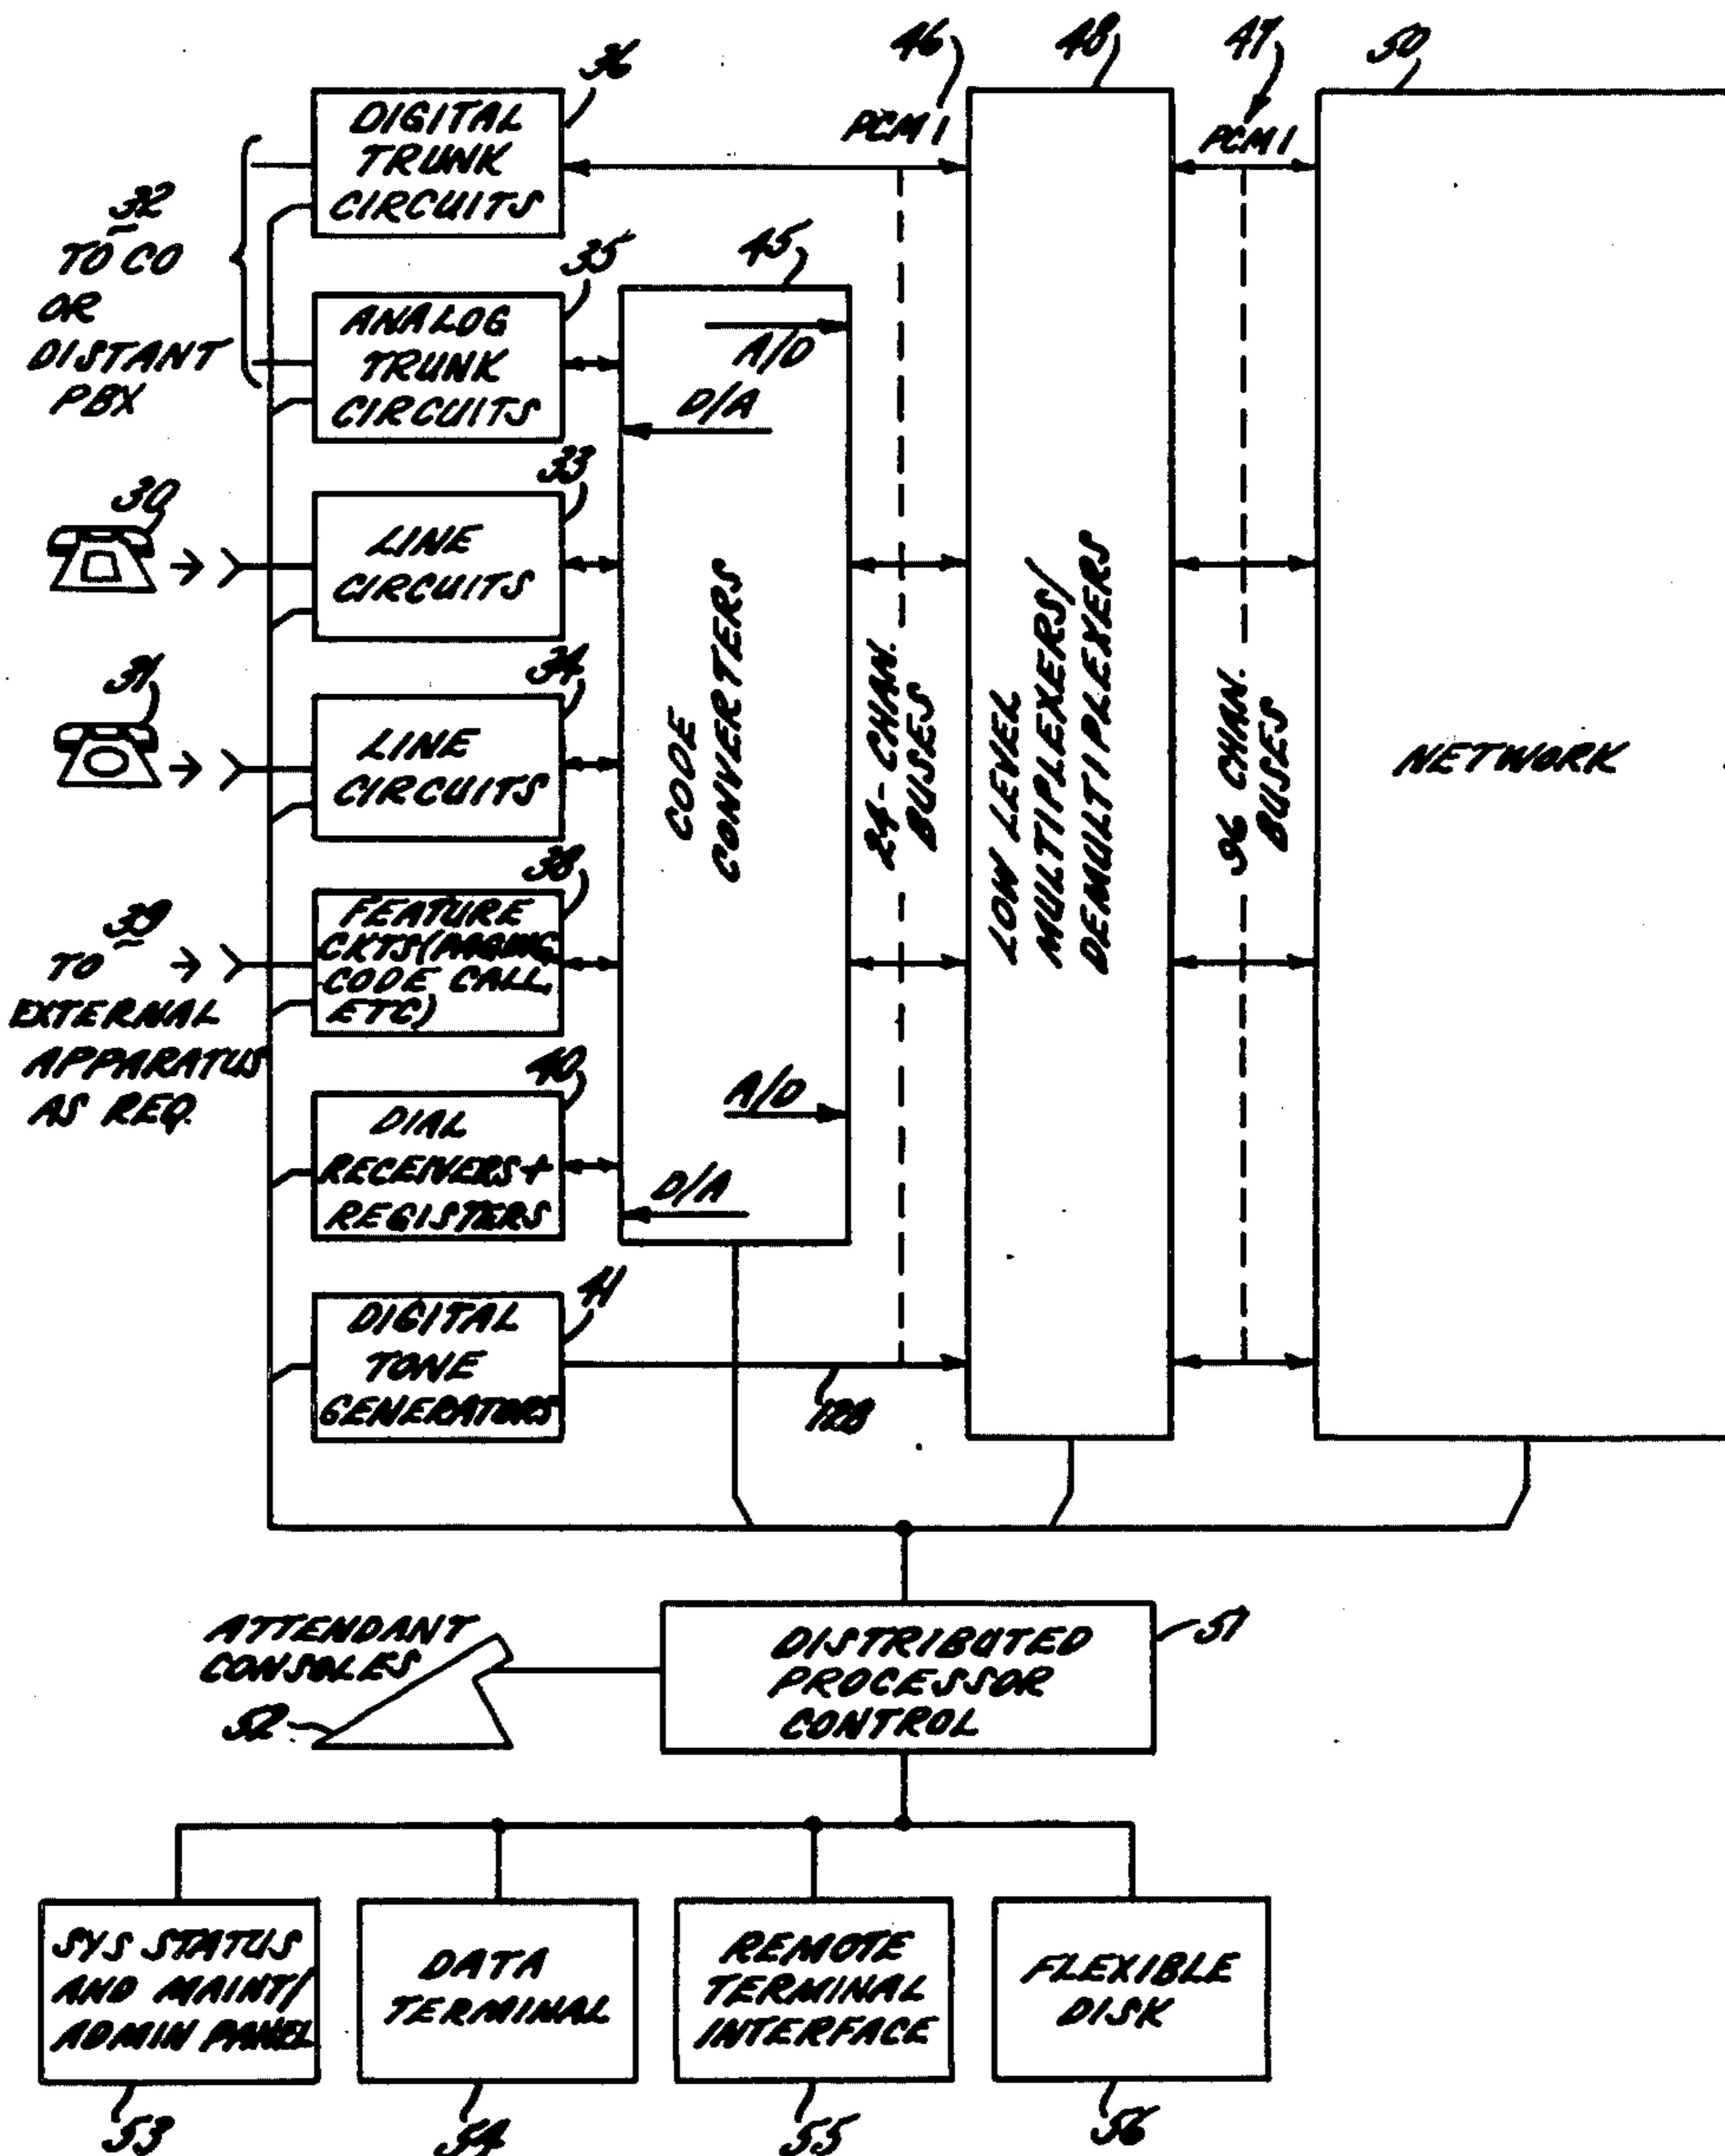 36
46
48
47
50
DIGITAL
TRUNK
CIRCUITS
PCM 1
PCM 1
32
TO CO
OR
DISTANT
PBX
35
45
ANALOG
TRUNK
CIRCUITS
A/D
D/A
30
33
LINE
CIRCUITS
31
34
LINE
CIRCUITS
CODE
CONVERTERS
24-CHAN.
BUSES
LOW LEVEL
MULTIPLEXERS/
DEMULTIPLEXERS
96 CHAN.
BUSES
NETWORK
38
FEATURE
CKTS (PAGING,
CODE CALL,
ETC)
39
TO
EXTERNAL
APPARATUS
AS REQ.
40
DIAL
RECEIVERS +
REGISTERS
A/D
D/A
41
DIGITAL
TONE
GENERATORS
128
ATTENDANT
CONSOLES
52
DISTRIBUTED
PROCESSOR
CONTROL
51
SYS STATUS
AND MAINT/
ADMIN PANEL
DATA
TERMINAL
REMOTE
TERMINAL
INTERFACE
FLEXIBLE
DISK
53
54
55
56